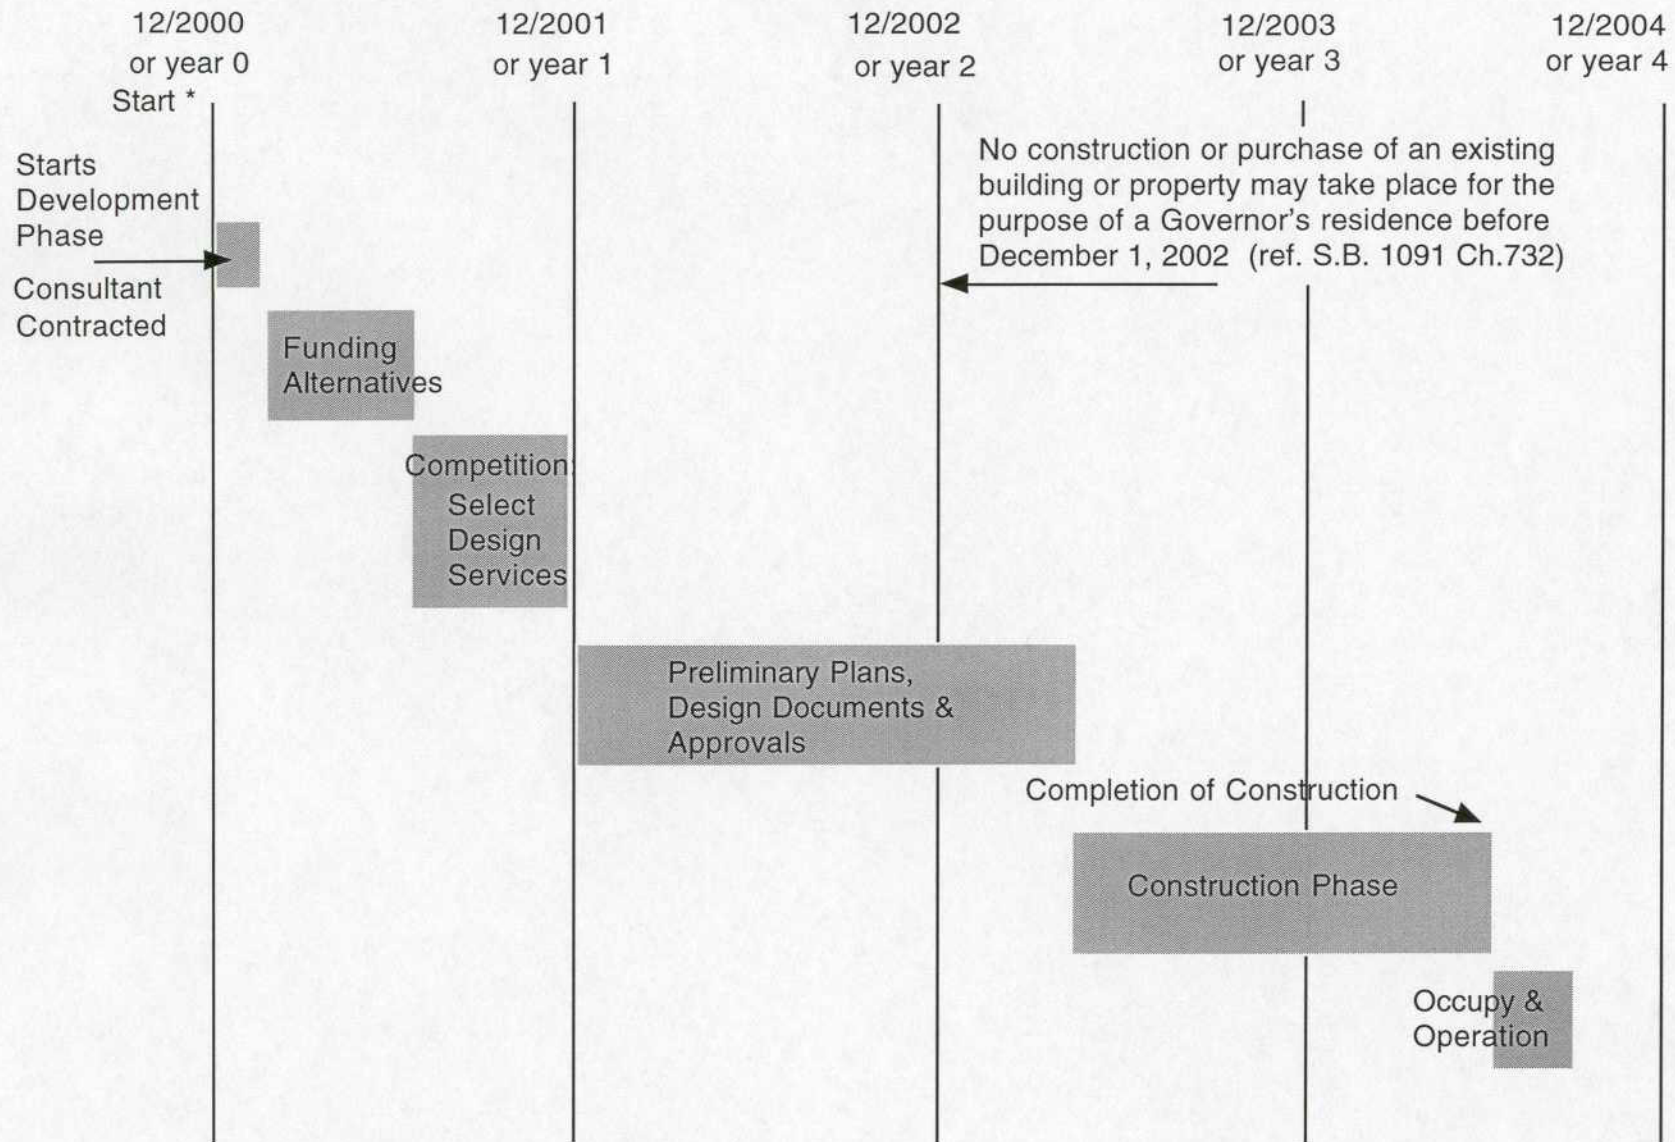 12/2000
or year 0
Start *
12/2001
or year 1
12/2002
or year 2
12/2003
or year 3
12/2004
or year 4
Starts
Development
Phase
Consultant
Contracted
No construction or purchase of an existing
building or property may take place for the
purpose of a Governor's residence before
December 1, 2002 (ref. S.B. 1091 Ch.732)
Funding
Alternatives
Competition:
Select
Design
Services
Preliminary Plans,
Design Documents &
Approvals
Completion of Construction
Construction Phase
Occupy &
Operation